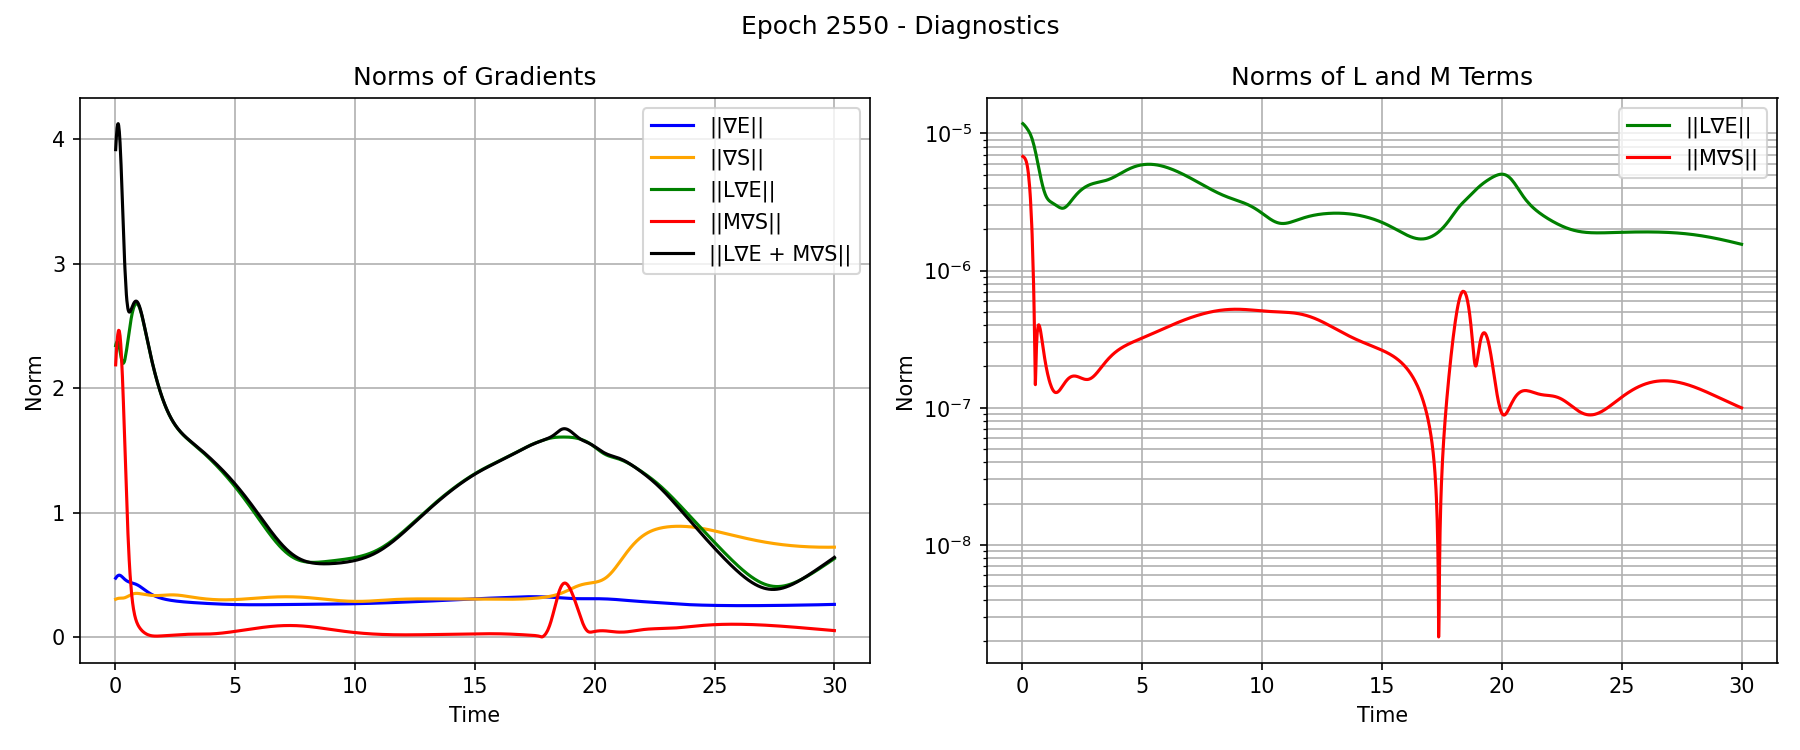 Epoch 2550 - Diagnostics
Norms of Gradients
Norm
4
3
2
1
0
0 5 10 15 20 25 30
Time
||∇E||
||∇S||
||L∇E||
||M∇S||
||L∇E + M∇S||
Norms of L and M Terms
Norm
10⁻⁵
10⁻⁶
10⁻⁷
10⁻⁸
0 5 10 15 20 25 30
Time
||L∇E||
||M∇S||